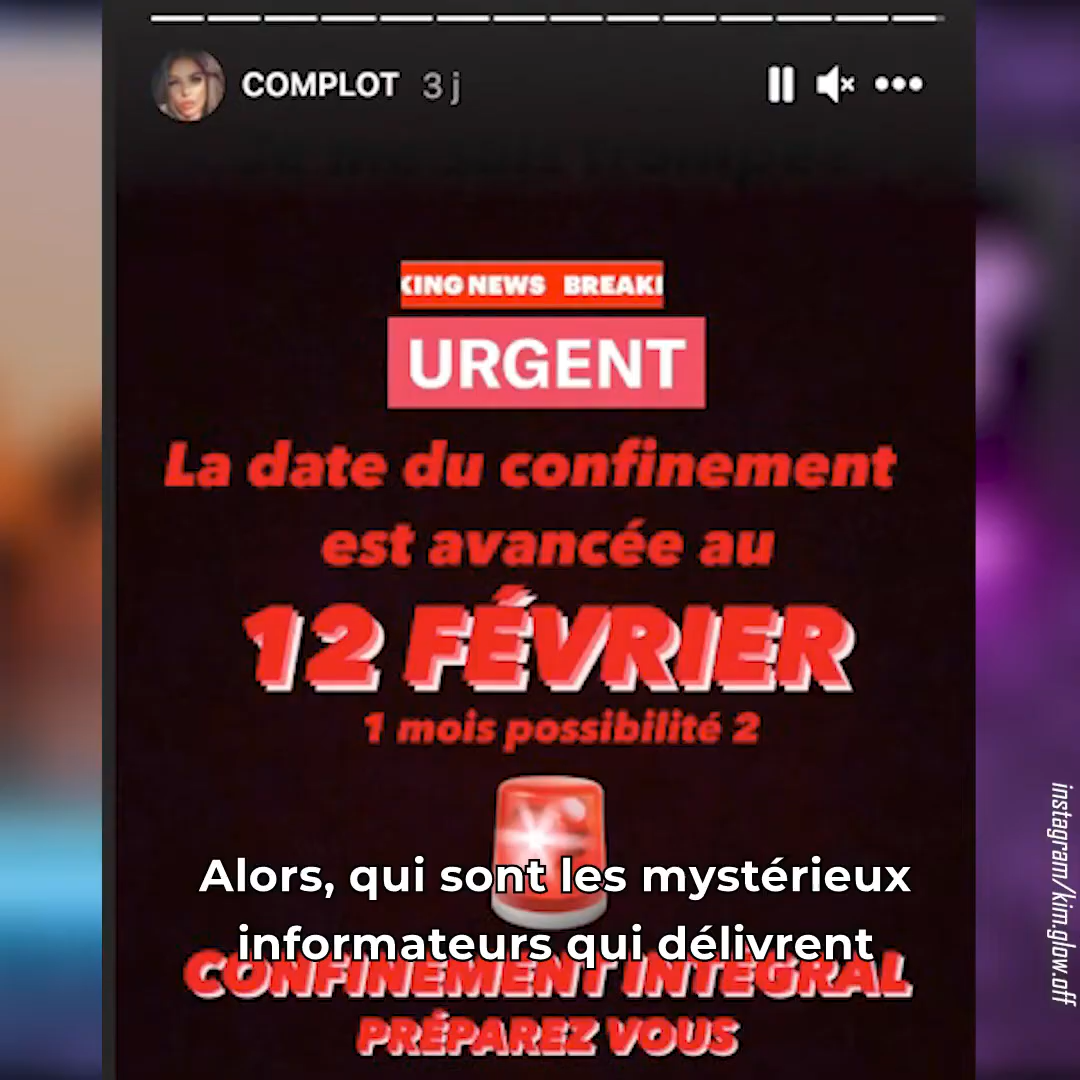 COMPLOT 3 j
KING NEWS BREAKI
URGENT
La date du confinement
est avancée au
12 FÉVRIER
1 mois possibilité 2
Alors, qui sont les mystérieux
informateurs qui délivrent
CONFINEMENT INTÉGRAL
PRÉPAREZ VOUS
instagram/kim.glow.off